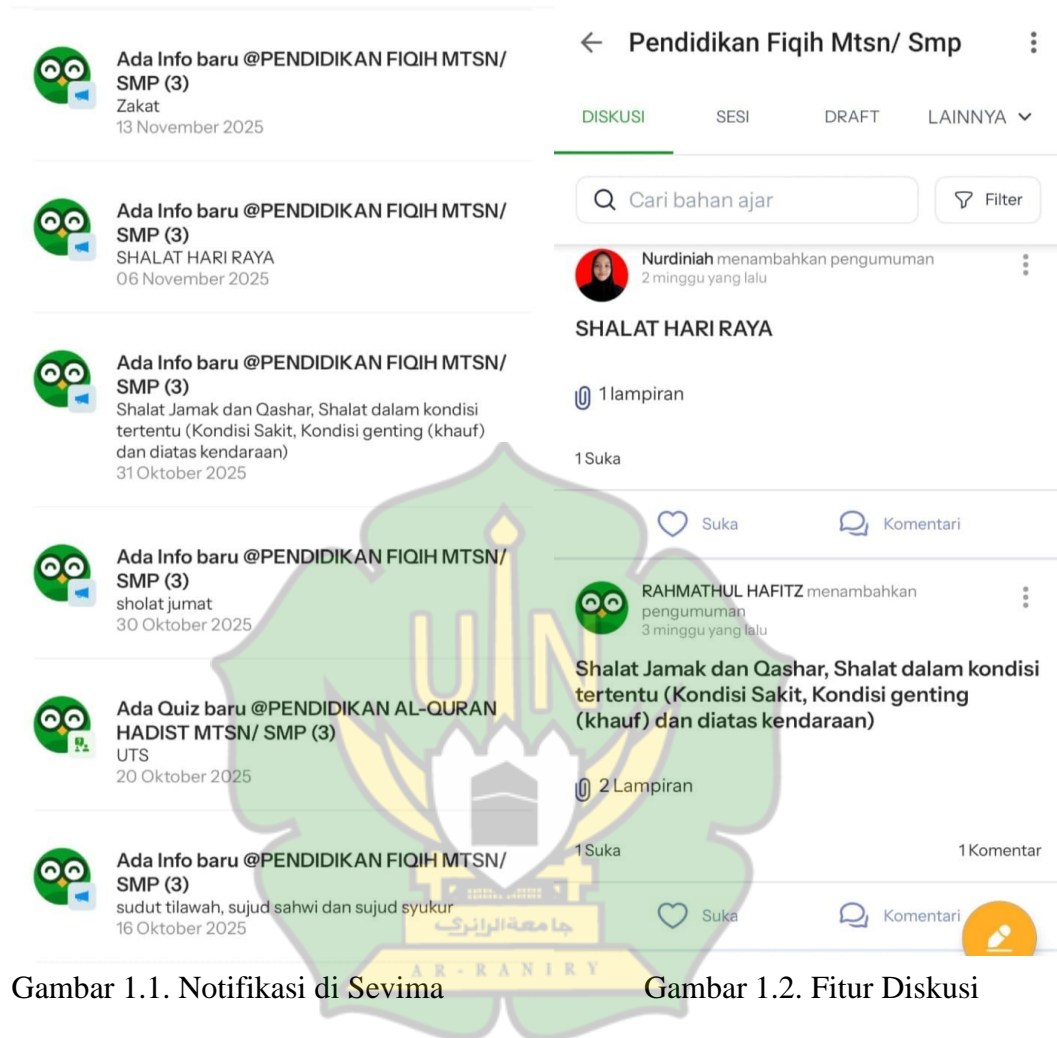 Ada Info baru @PENDIDIKAN FIQIH MTSN/
SMP (3)
Zakat
13 November 2025
Ada Info baru @PENDIDIKAN FIQIH MTSN/
SMP (3)
SHALAT HARI RAYA
06 November 2025
Ada Info baru @PENDIDIKAN FIQIH MTSN/
SMP (3)
Shalat Jamak dan Qashar, Shalat dalam kondisi
tertentu (Kondisi Sakit, Kondisi genting (khauf)
dan diatas kendaraan)
31 Oktober 2025
Ada Info baru @PENDIDIKAN FIQIH MTSN/
SMP (3)
sholat jumat
30 Oktober 2025
Ada Quiz baru @PENDIDIKAN AL-QURAN
HADIST MTSN/ SMP (3)
UTS
20 Oktober 2025
Ada Info baru @PENDIDIKAN FIQIH MTSN/
SMP (3)
sudut tilawah, sujud sahwi dan sujud syukur
16 Oktober 2025
Gambar 1.1. Notifikasi di Sevima
Pendidikan Fiqih Mtsn/ Smp
DISKUSI SESI DRAFT LAINNYA
Cari bahan ajar Filter
Nurdiniah menambahkan pengumuman
2 minggu yang lalu
SHALAT HARI RAYA
1 lampiran
1 Suka
Suka Komentari
RAHMATHUL HAFITZ menambahkan
pengumuman
3 minggu yang lalu
Shalat Jamak dan Qashar, Shalat dalam kondisi
tertentu (Kondisi Sakit, Kondisi genting
(khauf) dan diatas kendaraan)
2 Lampiran
1 Suka 1 Komentar
Suka Komentari
Gambar 1.2. Fitur Diskusi
UIN
جامعة الرانري
AR-RANIRY